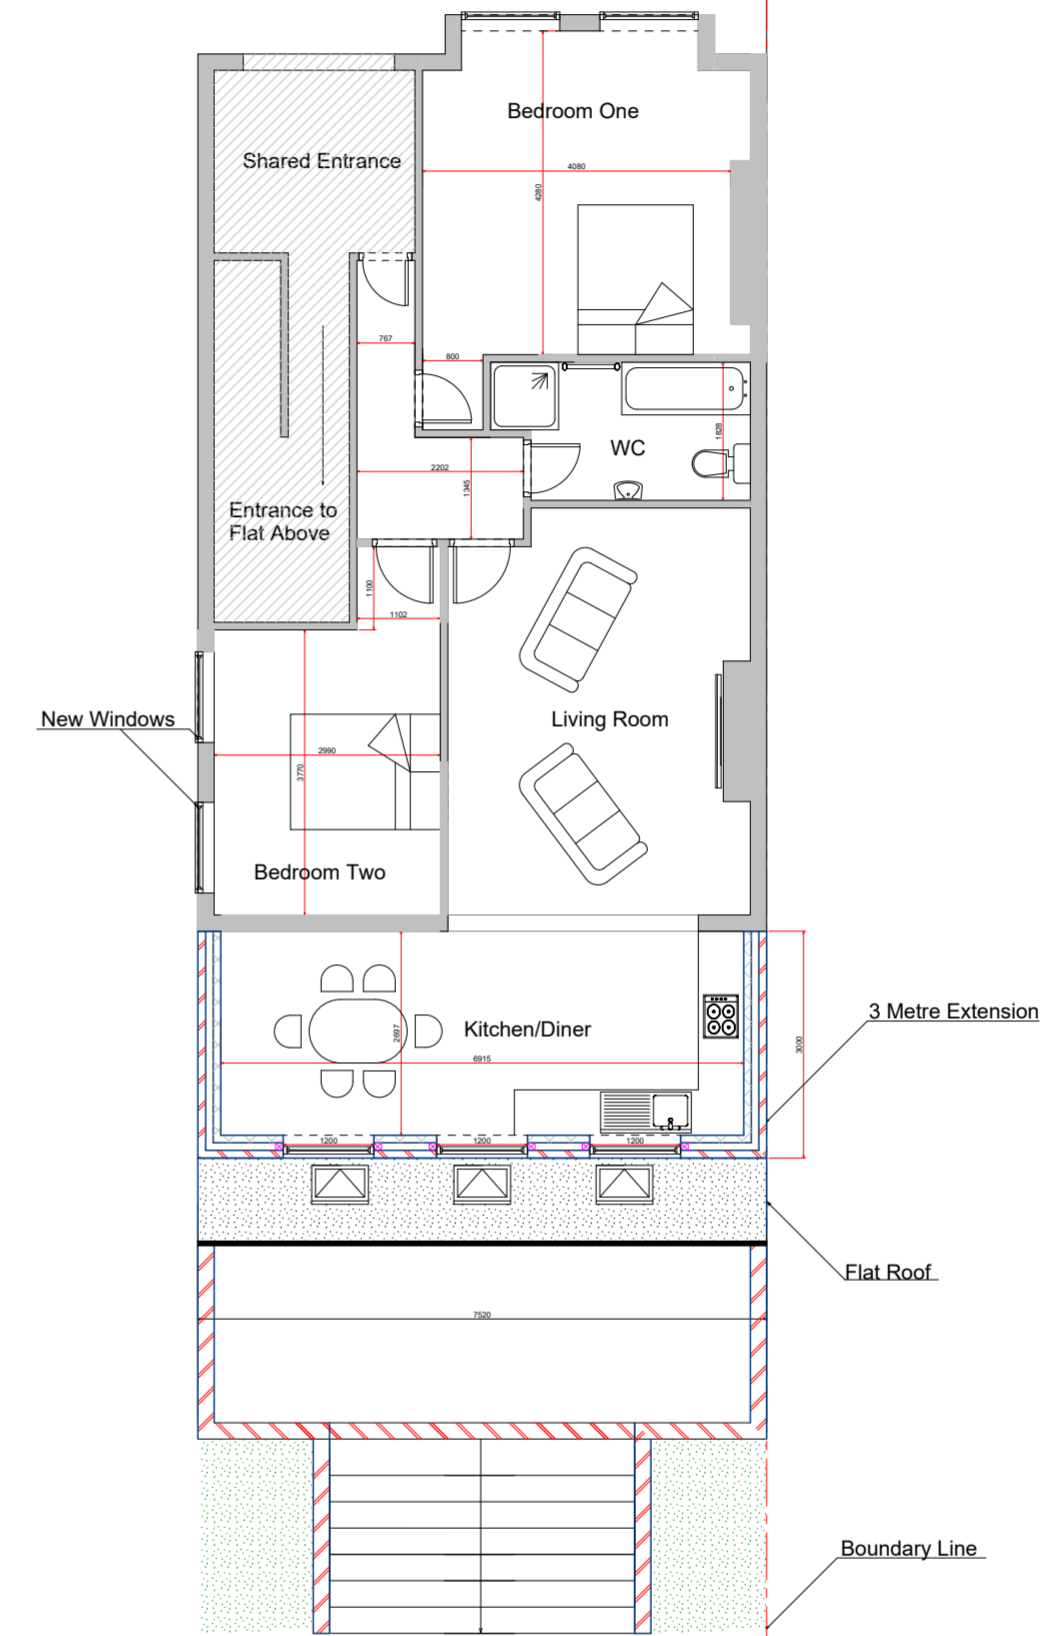 Bedroom One
Shared Entrance
4080
4280
767
800
WC
1828
2202
1345
Entrance to
Flat Above
1100
1102
New Windows
Living Room
2990
3770
Bedroom Two
3 Metre Extension
Kitchen/Diner
2697
6915
3000
1200
1200
1200
Flat Roof
7520
Boundary Line